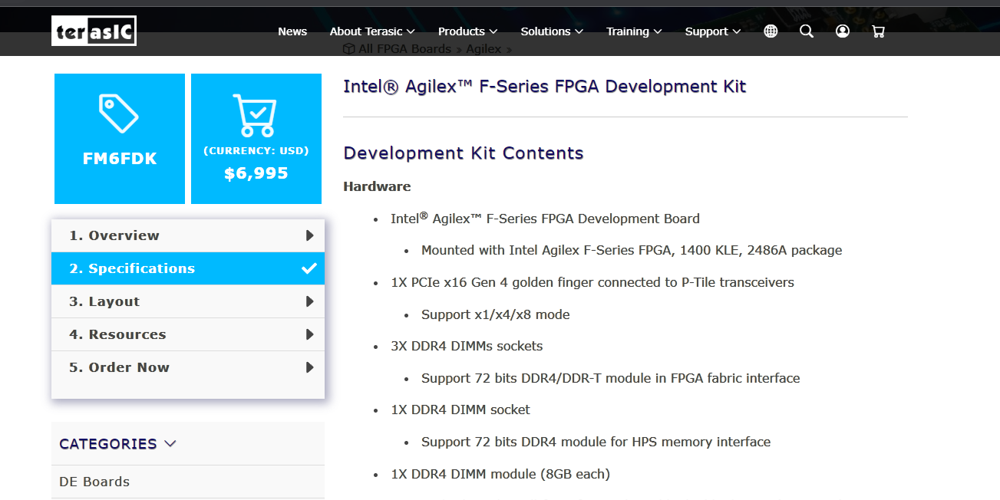 terasIC
News
About Terasic
Products
Solutions
Training
Support
All FPGA Boards » Agilex »
FM6FDK
(CURRENCY: USD)
$6,995
1. Overview
2. Specifications
3. Layout
4. Resources
5. Order Now
CATEGORIES
DE Boards
Intel® Agilex™ F-Series FPGA Development Kit
Development Kit Contents
Hardware
• Intel® Agilex™ F-Series FPGA Development Board
• Mounted with Intel Agilex F-Series FPGA, 1400 KLE, 2486A package
• 1X PCIe x16 Gen 4 golden finger connected to P-Tile transceivers
• Support x1/x4/x8 mode
• 3X DDR4 DIMMs sockets
• Support 72 bits DDR4/DDR-T module in FPGA fabric interface
• 1X DDR4 DIMM socket
• Support 72 bits DDR4 module for HPS memory interface
• 1X DDR4 DIMM module (8GB each)